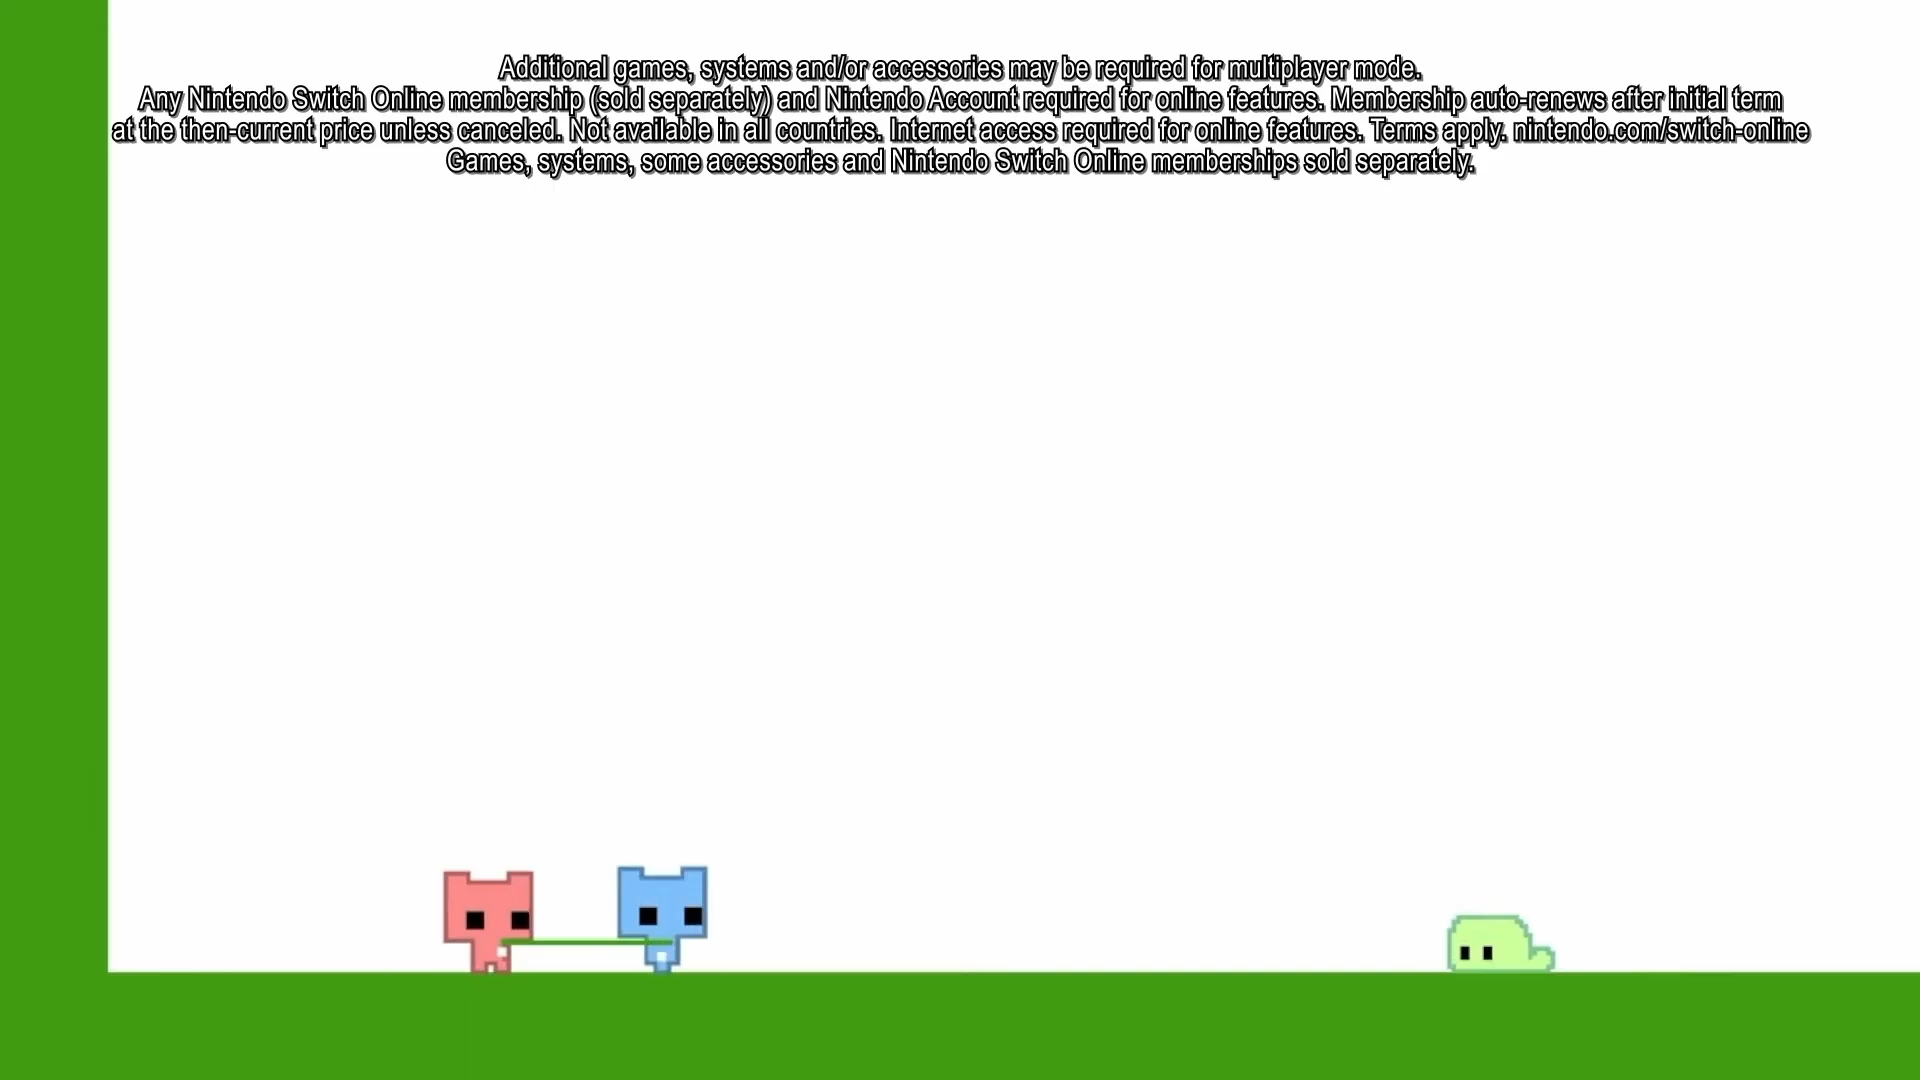 Additional games, systems and/or accessories may be required for multiplayer mode.
Any Nintendo Switch Online membership (sold separately) and Nintendo Account required for online features. Membership auto-renews after initial term
at the then-current price unless canceled. Not available in all countries. Internet access required for online features. Terms apply. nintendo.com/switch-online
Games, systems, some accessories and Nintendo Switch Online memberships sold separately.